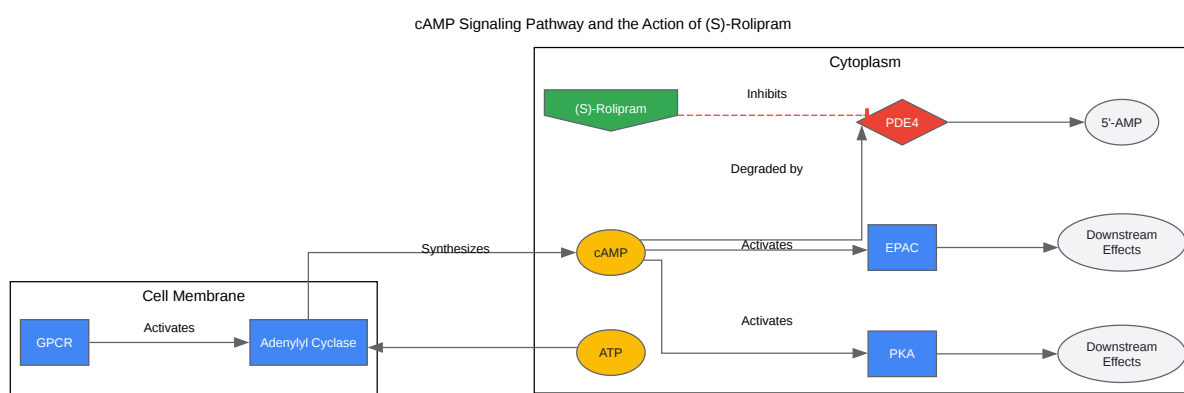 cAMP Signaling Pathway and the Action of (S)-Rolipram
Cytoplasm
(S)-Rolipram
Inhibits
PDE4
5'-AMP
Degraded by
Synthesizes
cAMP
Activates
EPAC
Downstream
Effects
Cell Membrane
GPCR
Activates
Adenylyl Cyclase
ATP
Activates
PKA
Downstream
Effects